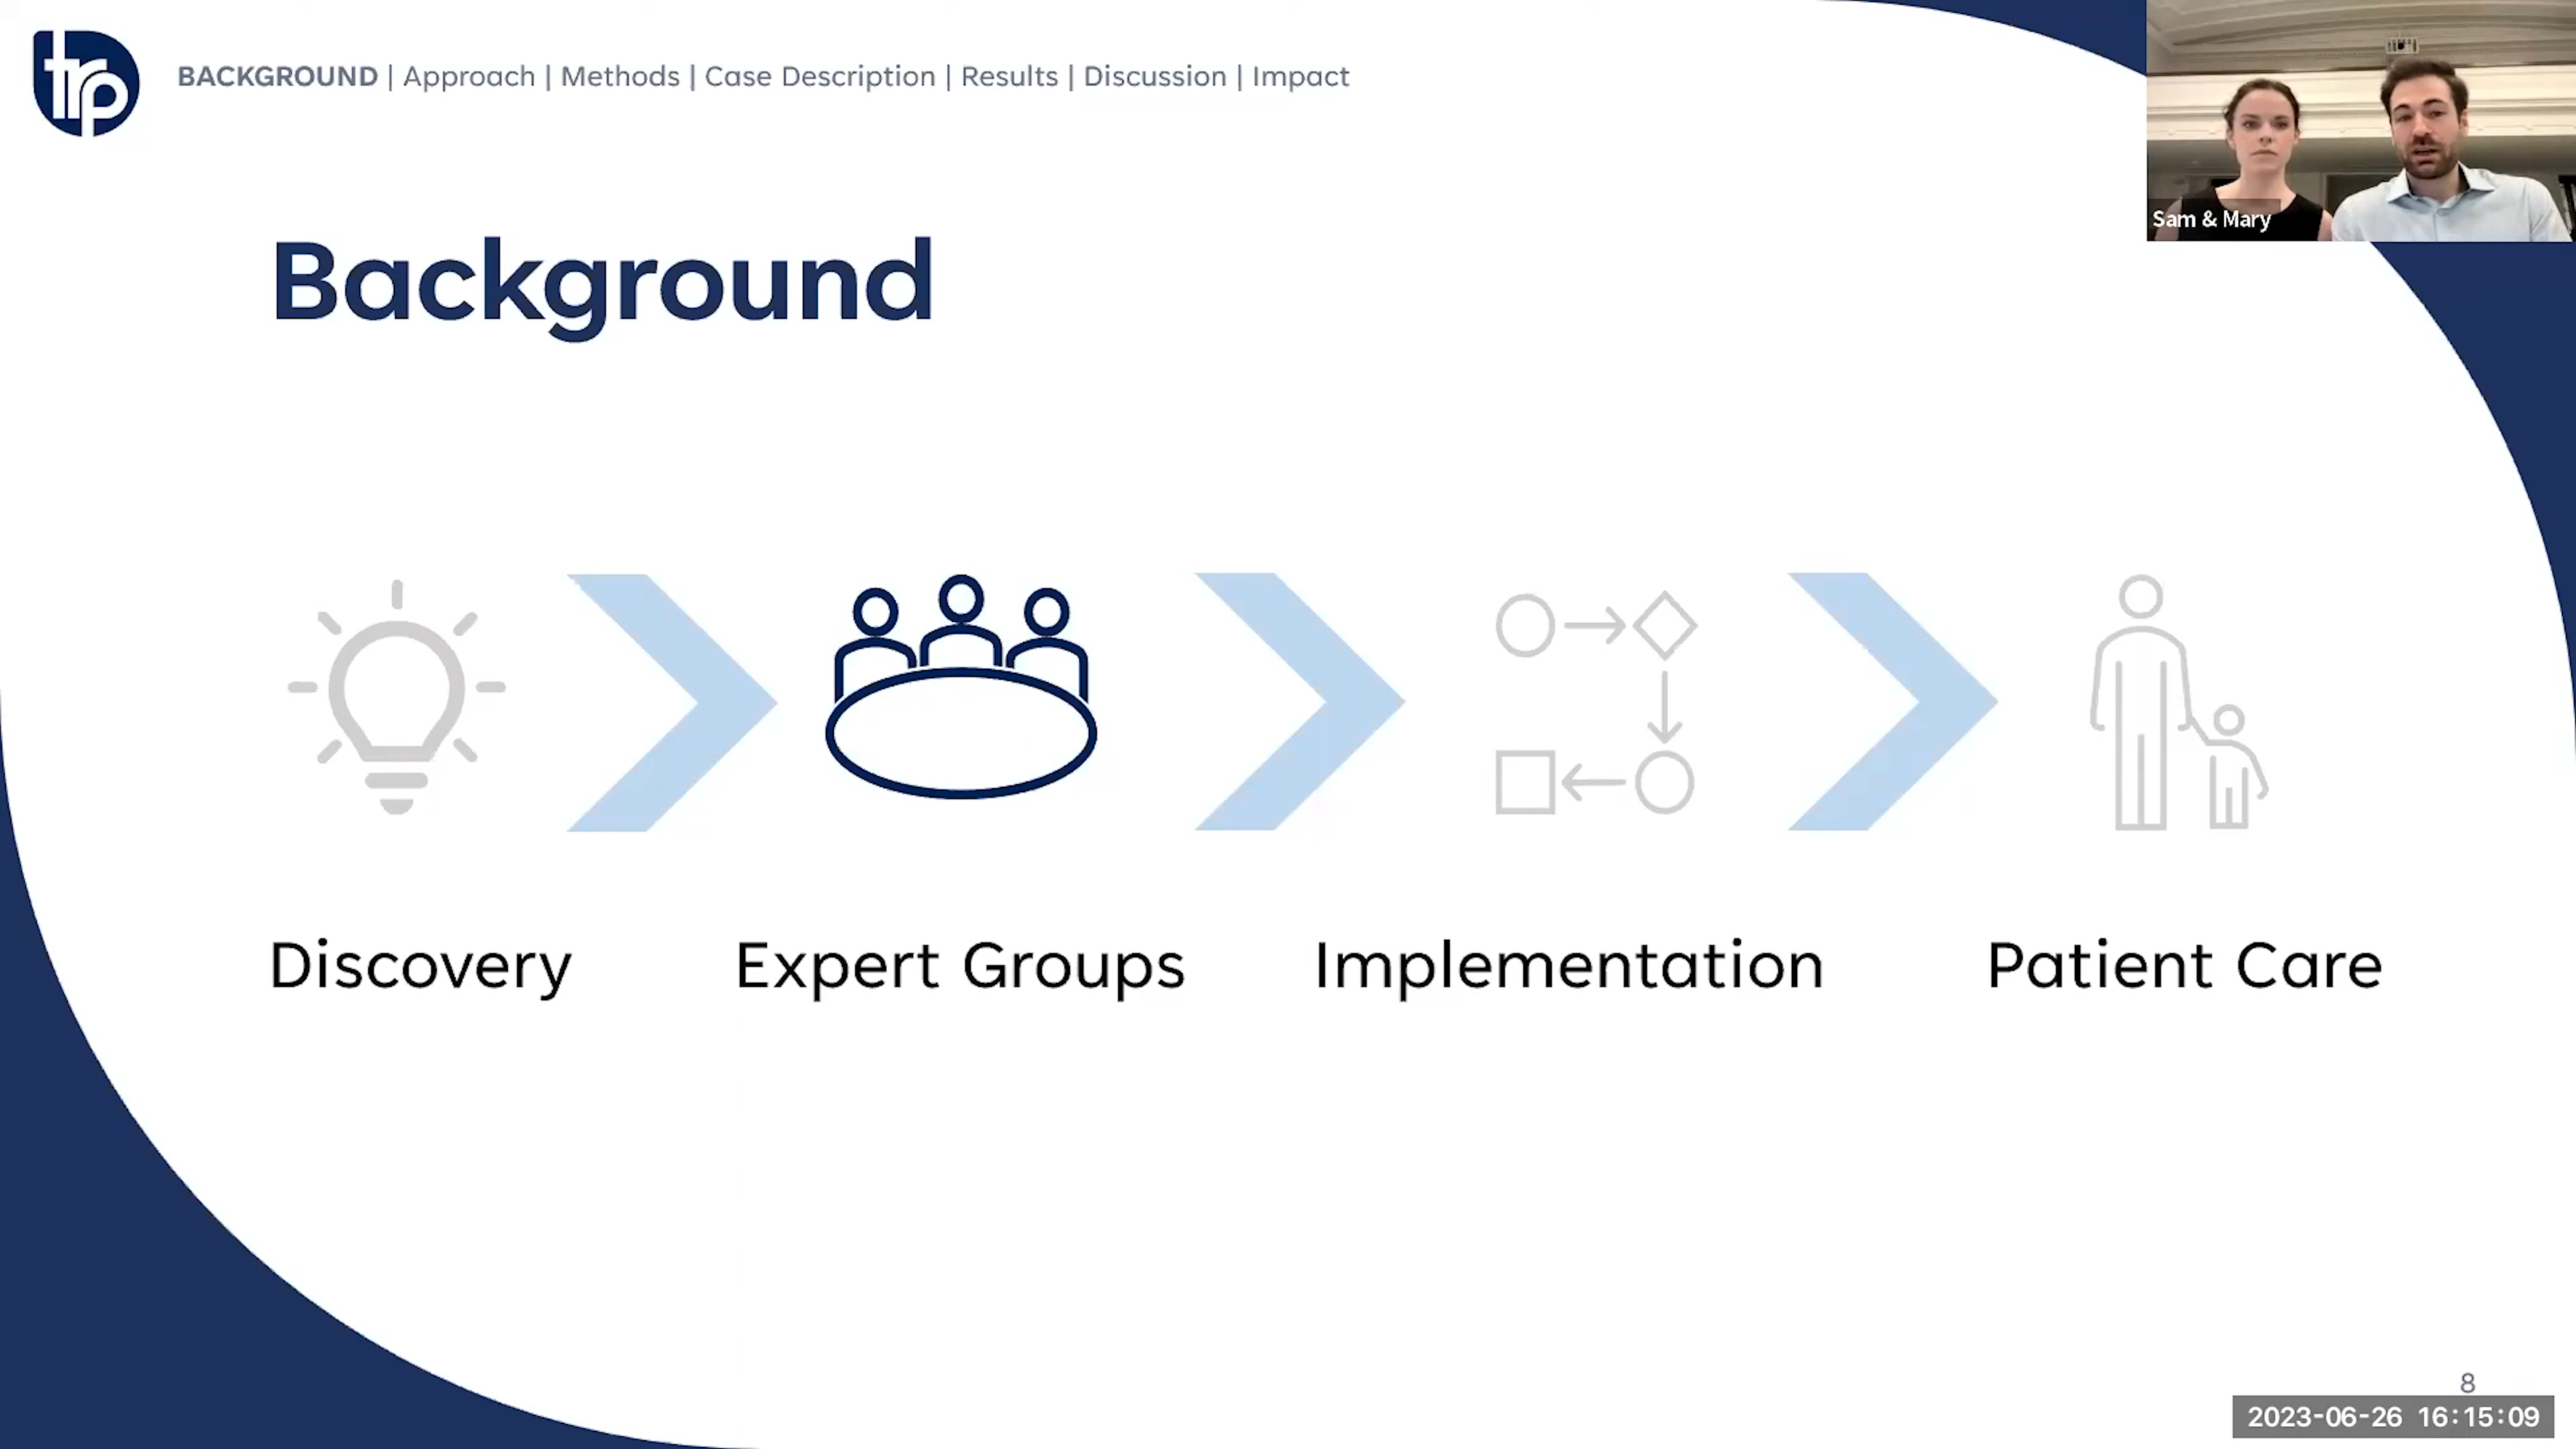 trp
BACKGROUND | Approach | Methods | Case Description | Results | Discussion | Impact
Sam & Mary
Background
Discovery
Expert Groups
Implementation
Patient Care
8
2023-06-26 16:15:09